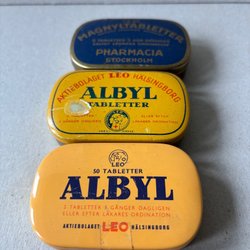 MAGNYLTABLETTER
PHARMACIA
STOCKHOLM
AKTIEBOLAGET LEO HÄLSINGBORG
ALBYL
TABLETTER
LEO
50 TABLETTER
ALBYL
2 TABLETTER 3 GÅNGER DAGLIGEN
ELLER EFTER LÄKARES ORDINATION
AKTIEBOLAGET LEO HÄLSINGBORG